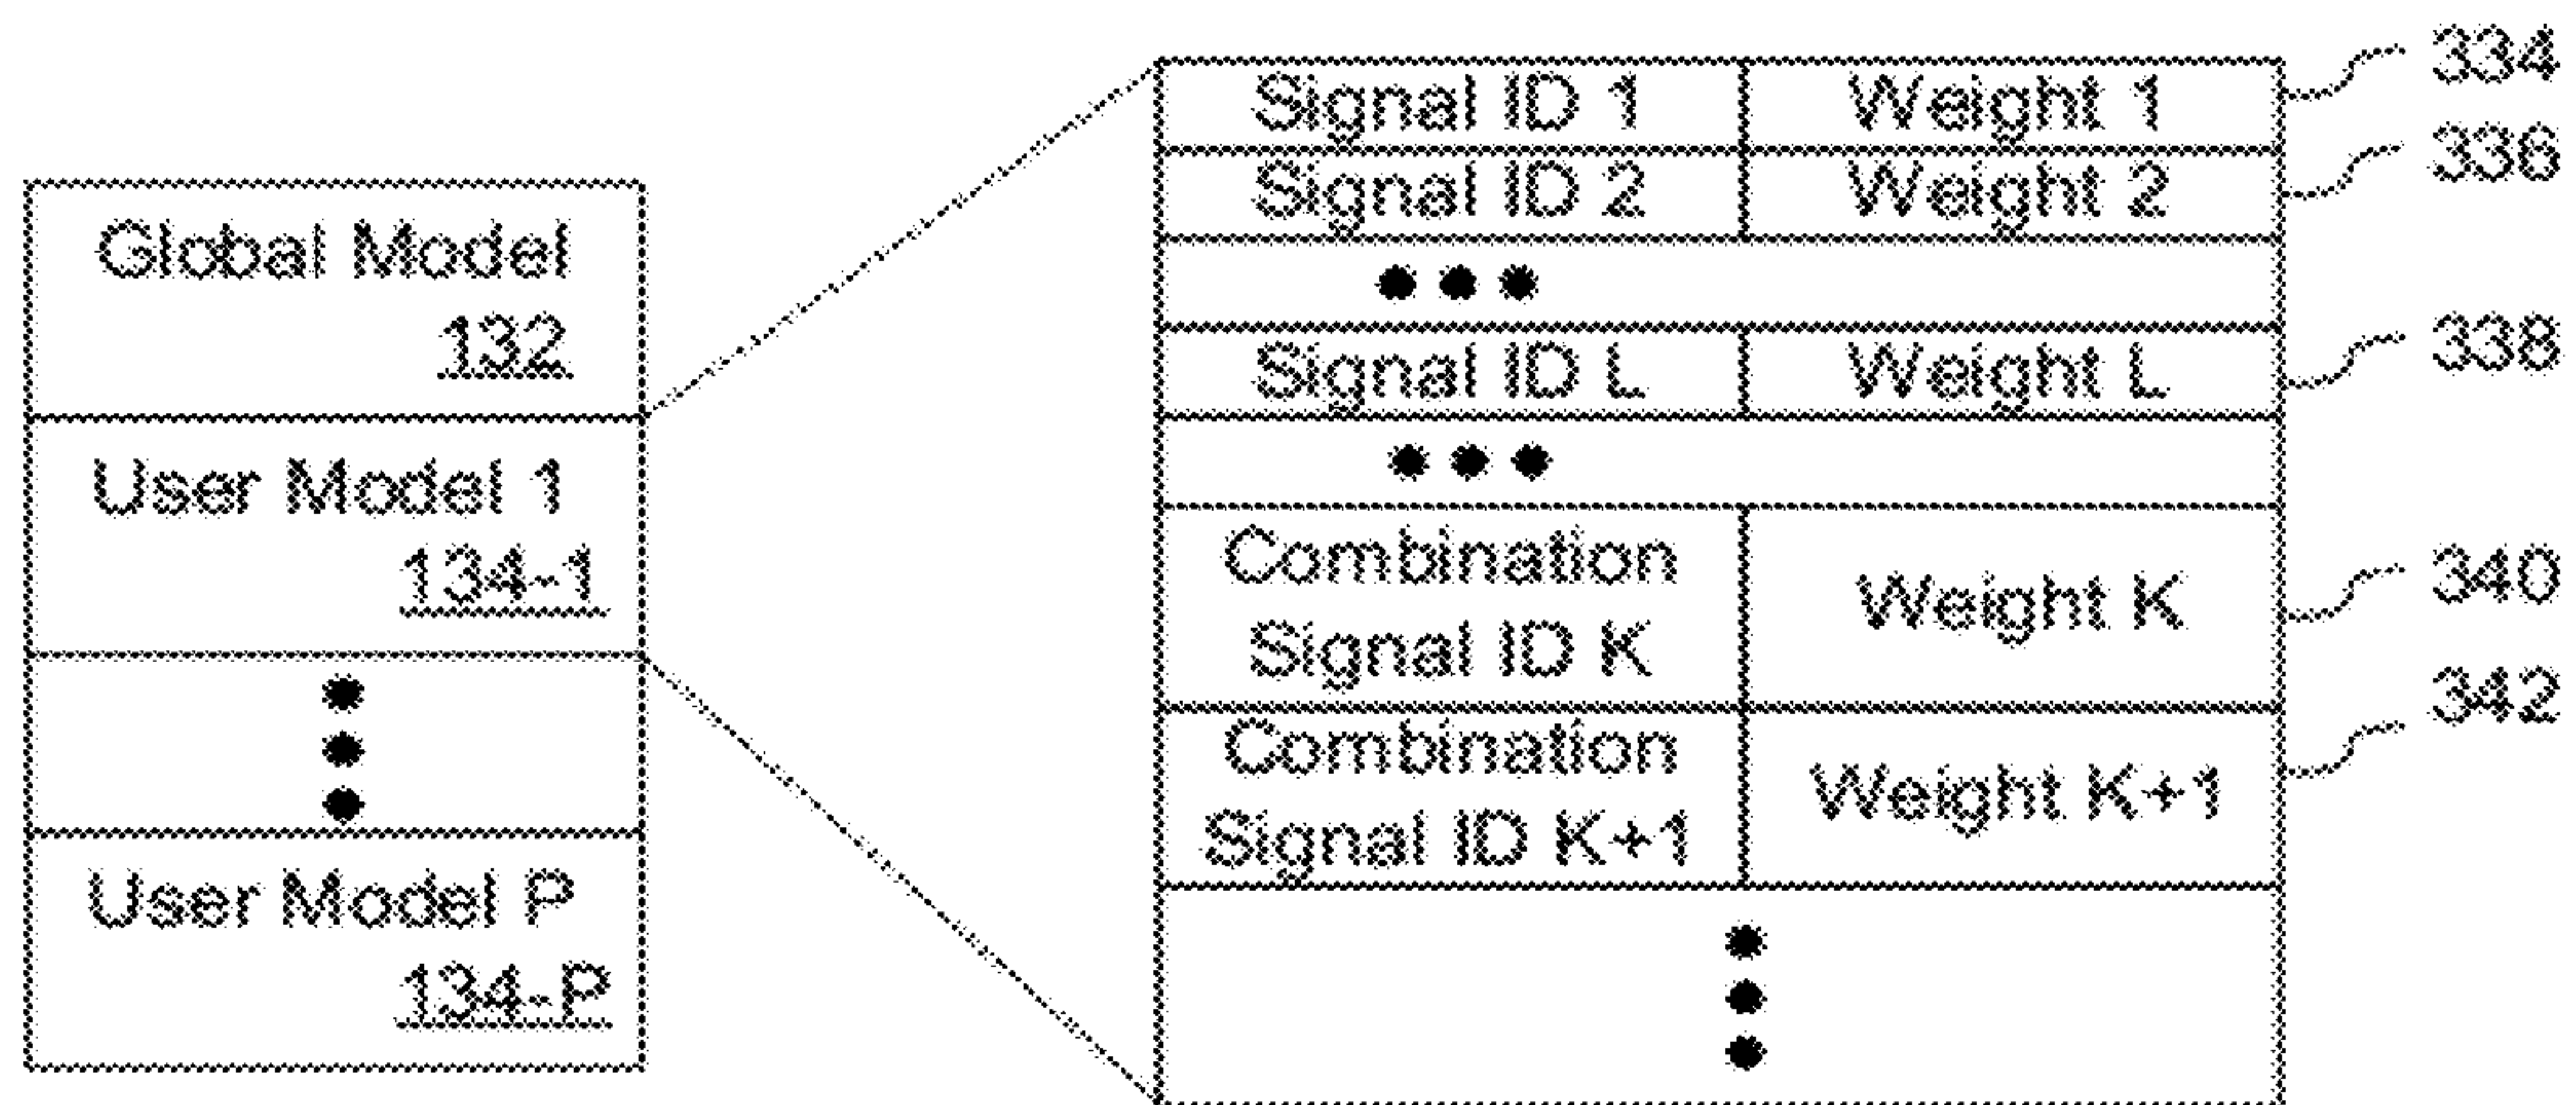 Global Model
132
User Model 1
134-1
User Model P
134-P
Signal ID 1 Weight 1 334
Signal ID 2 Weight 2 336
Signal ID L Weight L 338
Combination
Signal ID K
Weight K 340
Combination
Signal ID K+1
Weight K+1 342